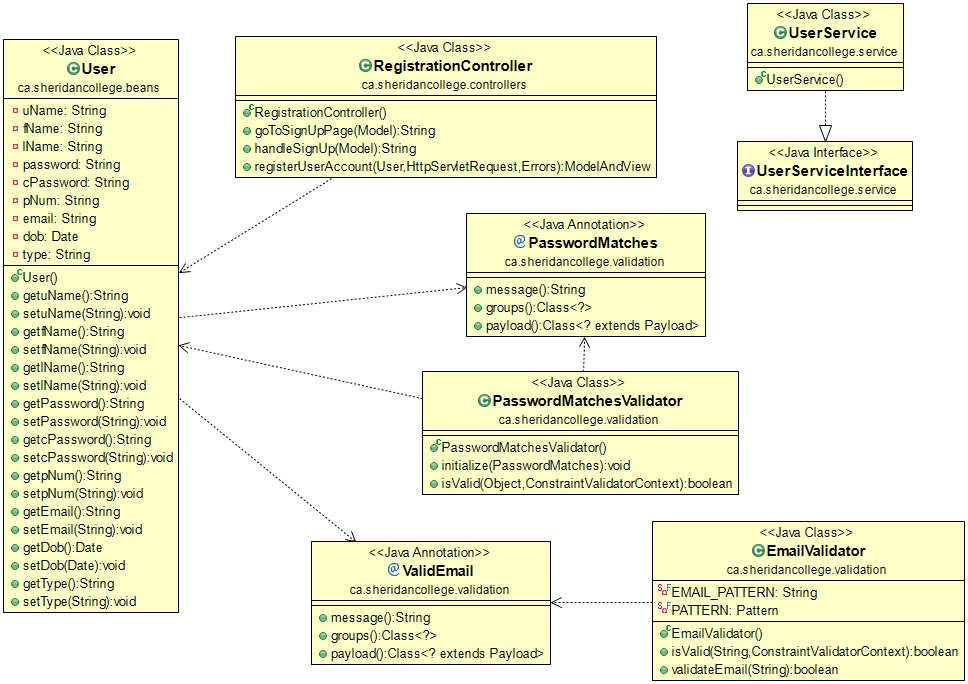 <<Java Class>>
User
ca.sheridancollege.beans
uName: String
fName: String
lName: String
password: String
cPassword: String
pNum: String
email: String
dob: Date
type: String
User()
getuName():String
setuName(String):void
getfName():String
setfName(String):void
getlName():String
setlName(String):void
getPassword():String
setPassword(String):void
getcPassword():String
setcPassword(String):void
getpNum():String
setpNum(String):void
getEmail():String
setEmail(String):void
getDob():Date
setDob(Date):void
getType():String
setType(String):void
<<Java Class>>
RegistrationController
ca.sheridancollege.controllers
RegistrationController()
goToSignUpPage(Model):String
handleSignUp(Model):String
registerUserAccount(User,HttpServletRequest,Errors):ModelAndView
<<Java Class>>
UserService
ca.sheridancollege.service
UserService()
<<Java Interface>>
UserServiceInterface
ca.sheridancollege.service
<<Java Annotation>>
PasswordMatches
ca.sheridancollege.validation
message():String
groups():Class<?>
payload():Class<? extends Payload>
<<Java Class>>
PasswordMatchesValidator
ca.sheridancollege.validation
PasswordMatchesValidator()
initialize(PasswordMatches):void
isValid(Object,ConstraintValidatorContext):boolean
<<Java Annotation>>
ValidEmail
ca.sheridancollege.validation
message():String
groups():Class<?>
payload():Class<? extends Payload>
<<Java Class>>
EmailValidator
ca.sheridancollege.validation
EMAIL_PATTERN: String
PATTERN: Pattern
EmailValidator()
isValid(String,ConstraintValidatorContext):boolean
validateEmail(String):boolean